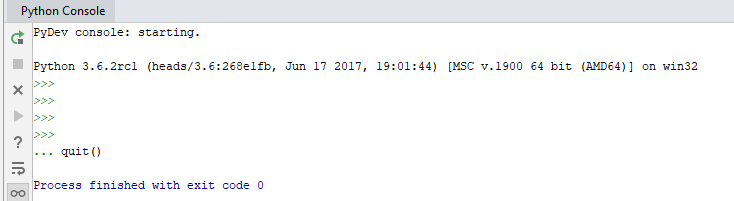 Python Console
PyDev console: starting.
Python 3.6.2rc1 (heads/3.6:268e1fb, Jun 17 2017, 19:01:44) [MSC v.1900 64 bit (AMD64)] on win32
>>>
>>>
>>>
>>>
... quit()
Process finished with exit code 0